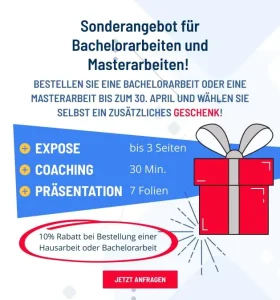 Sonderangebot für
Bachelorarbeiten und
Masterarbeiten!
BESTELLEN SIE EINE BACHELORARBEIT ODER EINE
MASTERARBEIT BIS ZUM 30. APRIL UND WÄHLEN SIE
SELBST EIN ZUSÄTZLICHES GESCHENK!
EXPOSE bis 3 Seiten
COACHING 30 Min.
PRÄSENTATION 7 Folien
10% Rabatt bei Bestellung einer
Hausarbeit oder Bachelorarbeit
JETZT ANFRAGEN